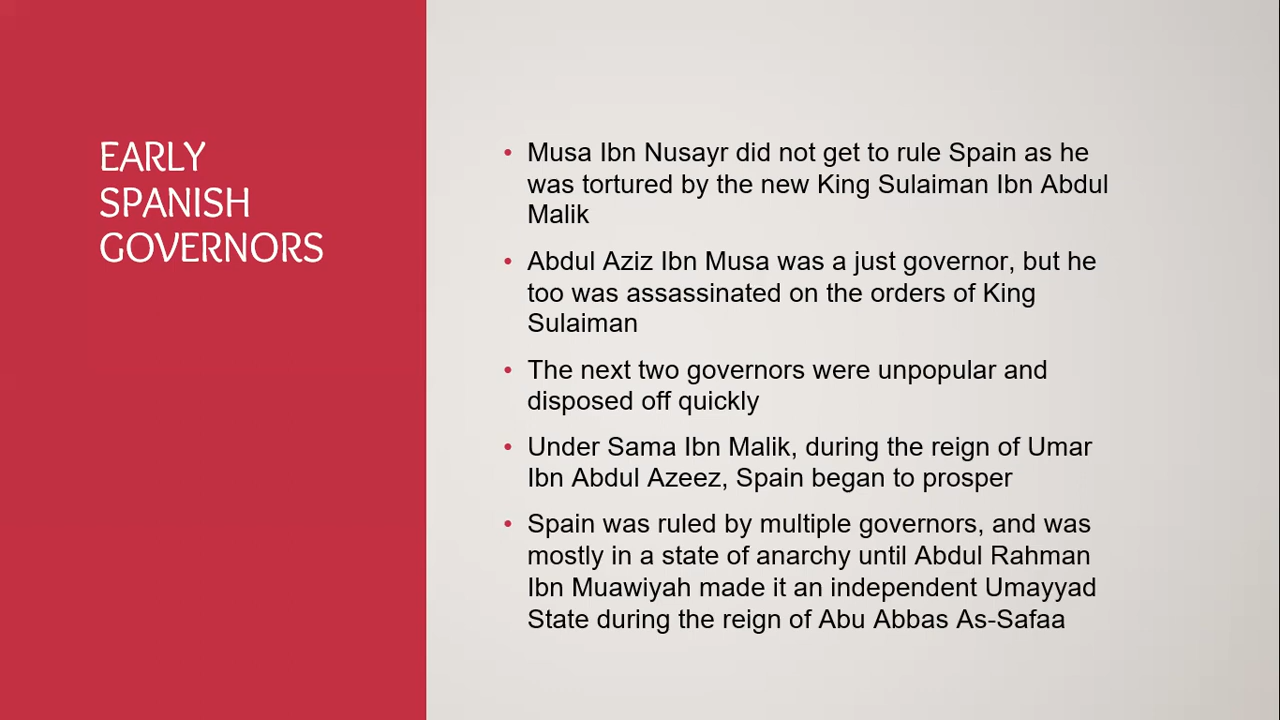 EARLY
SPANISH
GOVERNORS
• Musa Ibn Nusayr did not get to rule Spain as he
was tortured by the new King Sulaiman Ibn Abdul
Malik
• Abdul Aziz Ibn Musa was a just governor, but he
too was assassinated on the orders of King
Sulaiman
• The next two governors were unpopular and
disposed off quickly
• Under Sama Ibn Malik, during the reign of Umar
Ibn Abdul Azeez, Spain began to prosper
• Spain was ruled by multiple governors, and was
mostly in a state of anarchy until Abdul Rahman
Ibn Muawiyah made it an independent Umayyad
State during the reign of Abu Abbas As-Safaa